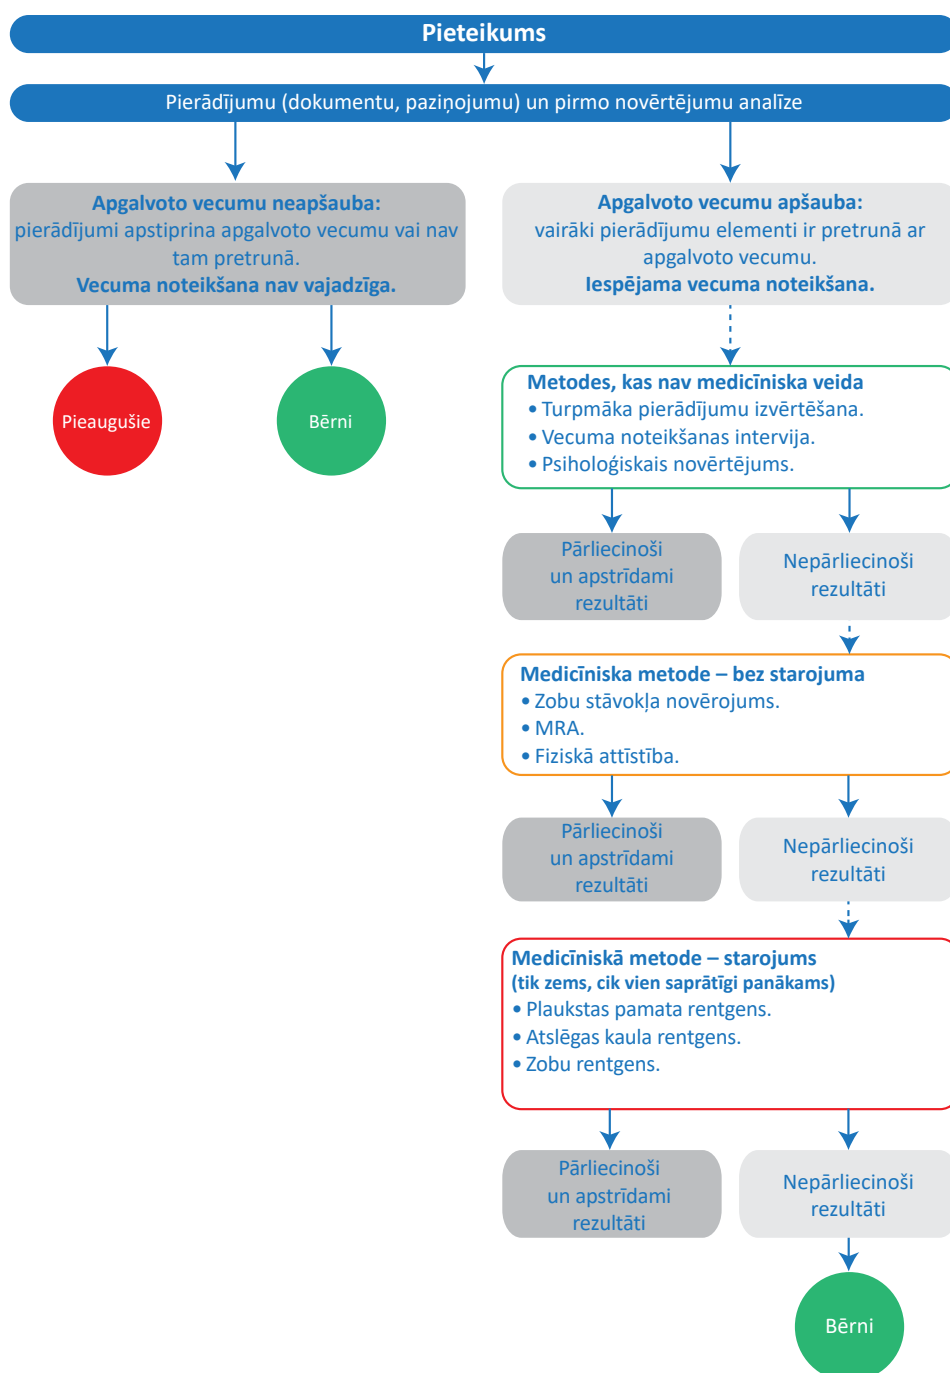 Pieteikums
Pierādījumu (dokumentu, paziņojumu) un pirmo novērtējumu analīze
Apgalvoto vecumu neapšauba:
pierādījumi apstiprina apgalvoto vecumu vai nav
tam pretrunā.
Vecuma noteikšana nav vajadzīga.
Apgalvoto vecumu apšauba:
vairāki pierādījumu elementi ir pretrunā ar
apgalvoto vecumu.
Iespējama vecuma noteikšana.
Pieaugušie
Bērni
Metodes, kas nav medicīniska veida
• Turpmāka pierādījumu izvērtēšana.
• Vecuma noteikšanas intervija.
• Psiholoģiskais novērtējums.
Pārliecinoši
un apstrīdami
rezultāti
Nepārliecinoši
rezultāti
Medicīniska metode – bez starojuma
• Zobu stāvokļa novērojums.
• MRA.
• Fiziskā attīstība.
Pārliecinoši
un apstrīdami
rezultāti
Nepārliecinoši
rezultāti
Medicīniskā metode – starojums
(tik zems, cik vien saprātīgi panākams)
• Plaukstas pamata rentgens.
• Atslēgas kaula rentgens.
• Zobu rentgens.
Pārliecinoši
un apstrīdami
rezultāti
Nepārliecinoši
rezultāti
Bērni